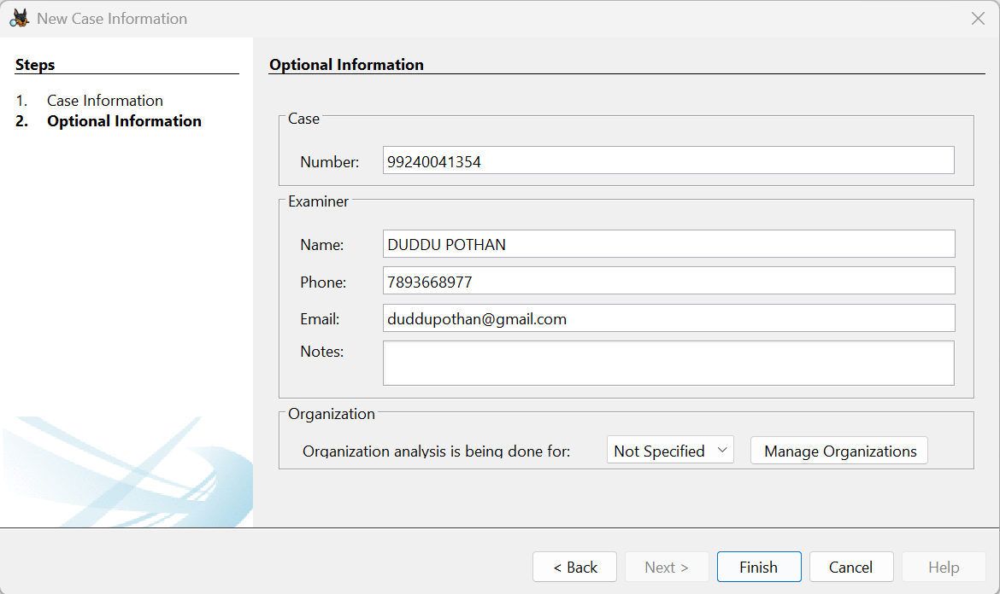 New Case Information
Steps
1. Case Information
2. Optional Information
Optional Information
Case
Number: 99240041354
Examiner
Name: DUDDU POTHAN
Phone: 7893668977
Email: duddupothan@gmail.com
Notes:
Organization
Organization analysis is being done for: Not Specified Manage Organizations
< Back Next > Finish Cancel Help